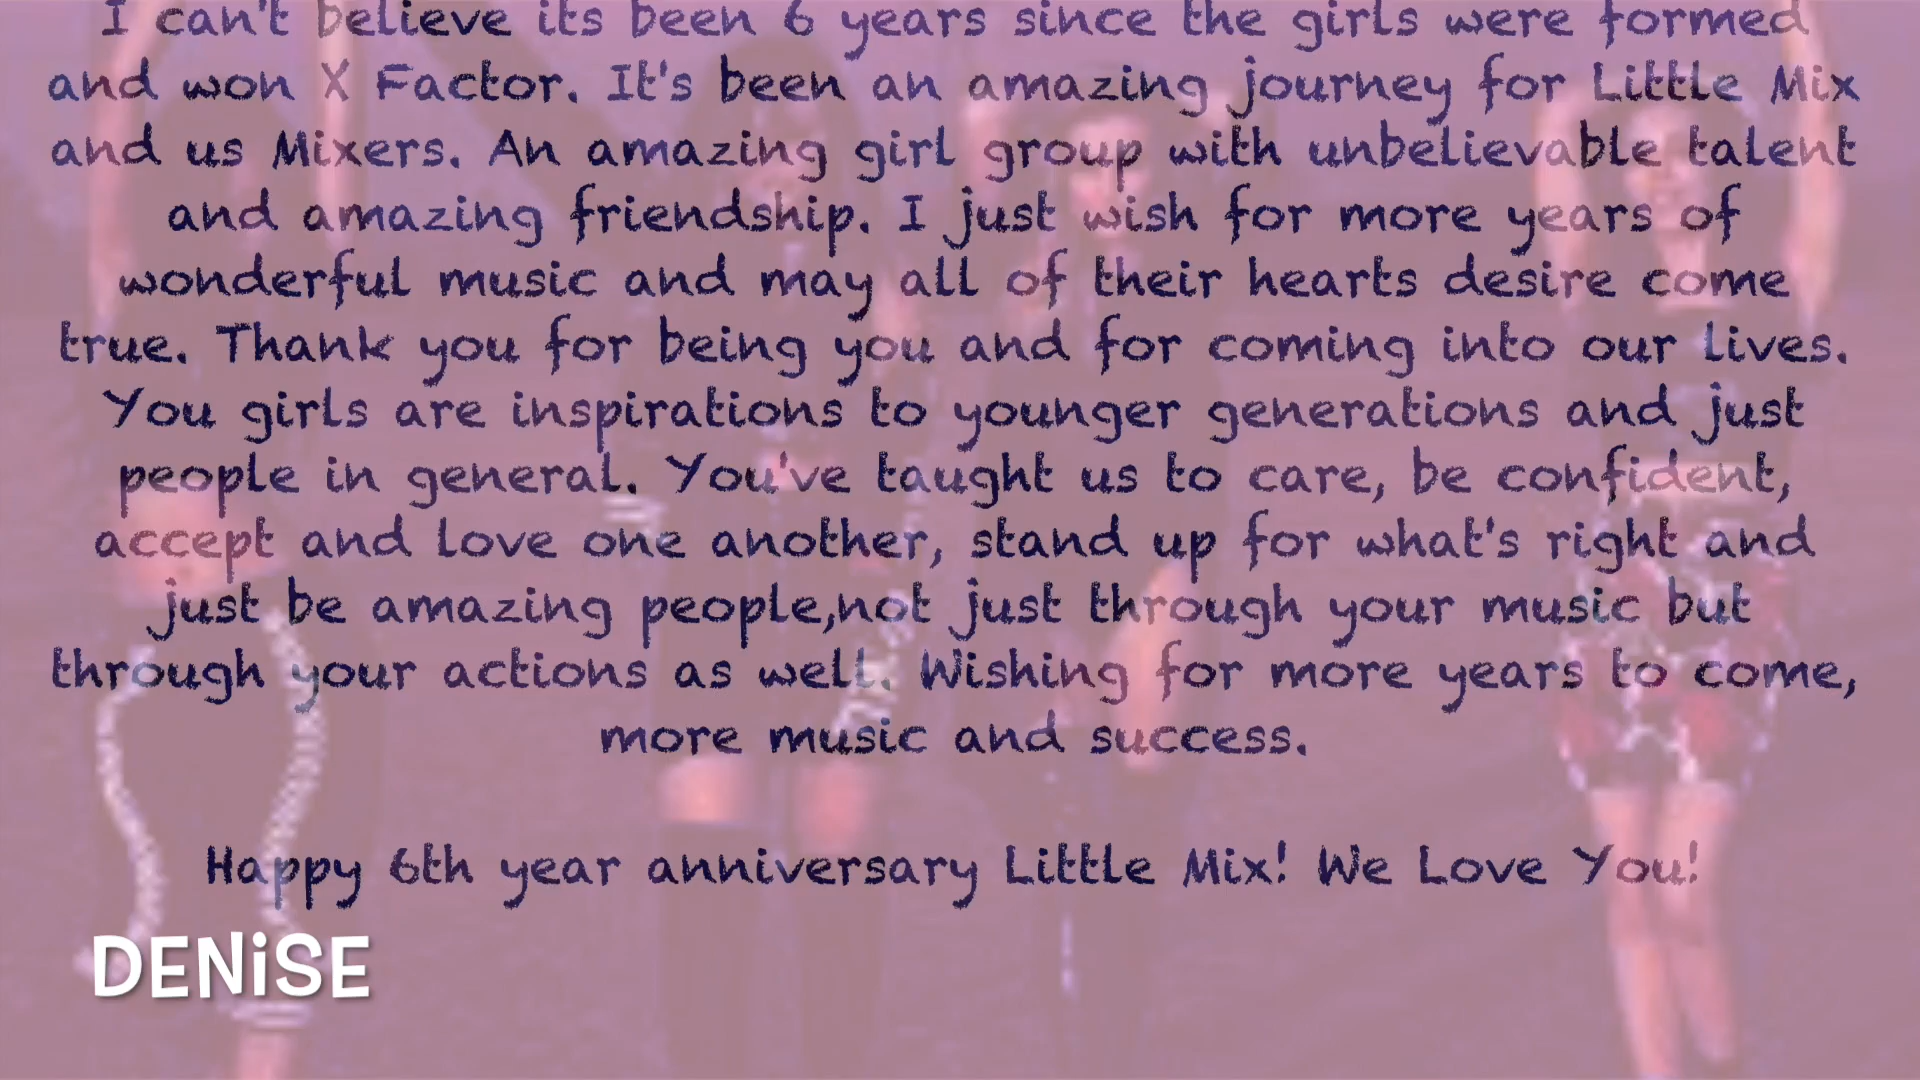 I can't believe its been 6 years since the girls were formed
and won X Factor. It's been an amazing journey for Little Mix
and us Mixers. An amazing girl group with unbelievable talent
and amazing friendship. I just wish for more years of
wonderful music and may all of their hearts desire come
true. Thank you for being you and for coming into our lives.
You girls are inspirations to younger generations and just
people in general. You've taught us to care, be confident,
accept and love one another, stand up for what's right and
just be amazing people,not just through your music but
through your actions as well. Wishing for more years to come,
more music and success.
Happy 6th year anniversary Little Mix! We Love You!
DENiSE